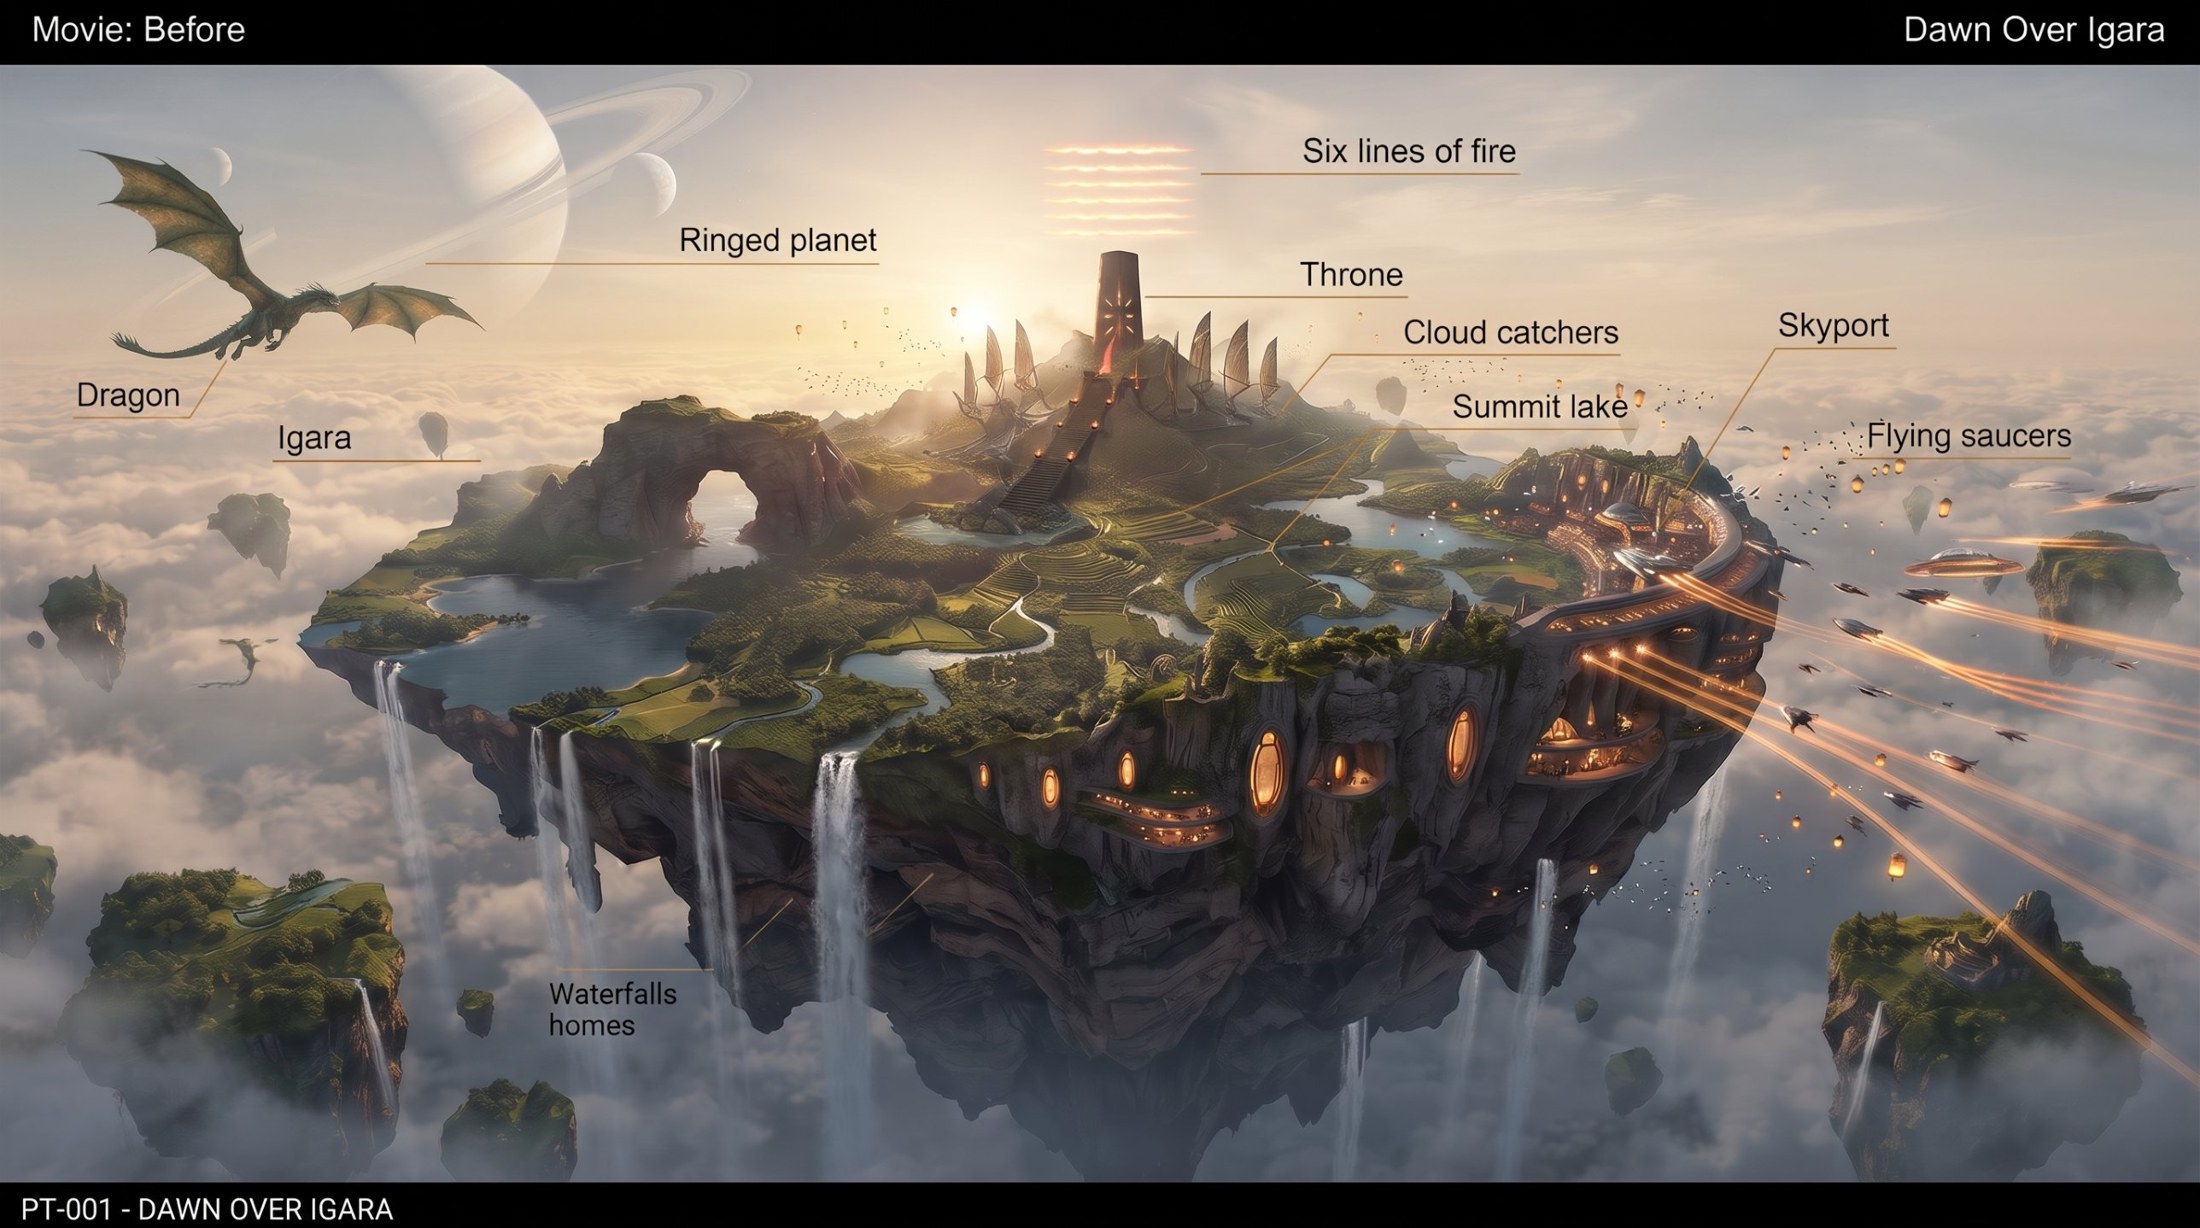 Movie: Before
Dawn Over Igara
Six lines of fire
Ringed planet
Throne
Cloud catchers
Skyport
Dragon
Summit lake
Igara
Flying saucers
Waterfalls
homes
PT-001 - DAWN OVER IGARA